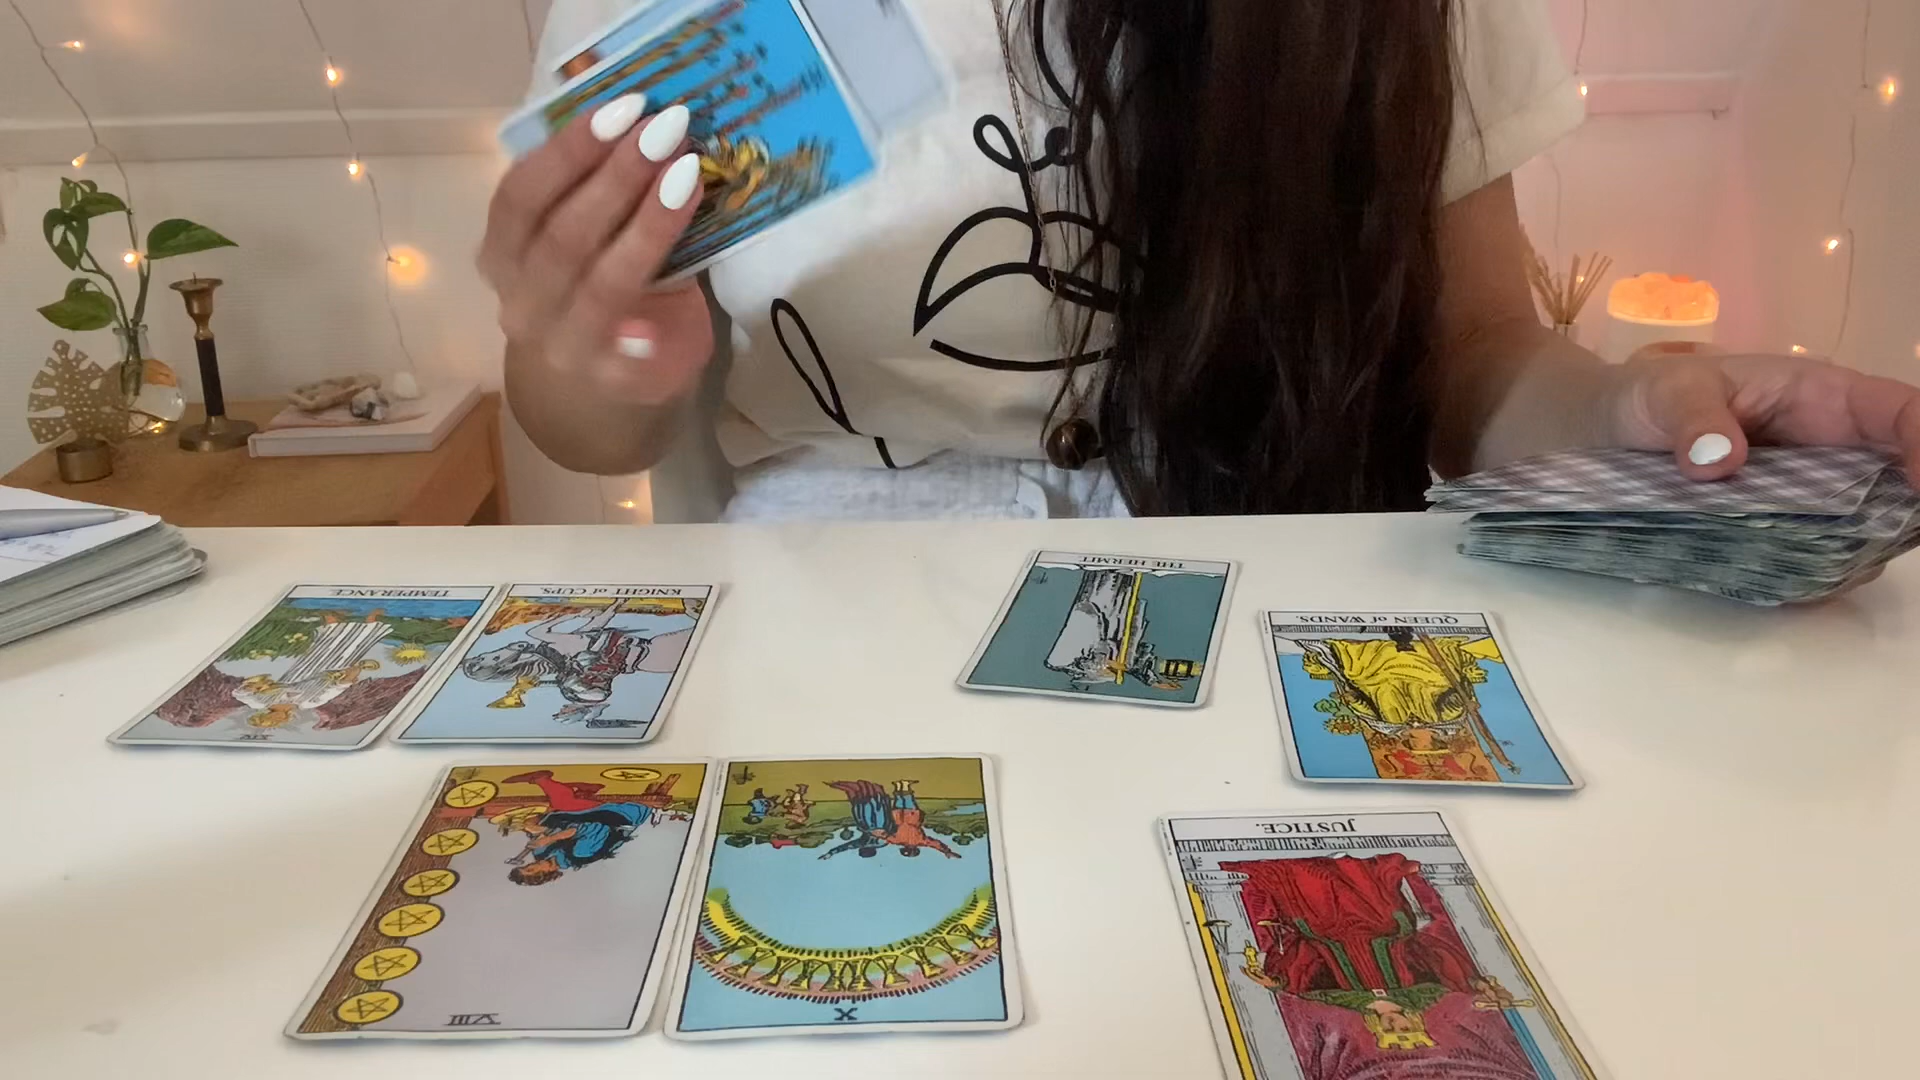 THE HERMIT.
IX
TEMPERANCE.
XIV
KNIGHT of CUPS.
QUEEN of WANDS.
VIII
X
JUSTICE.